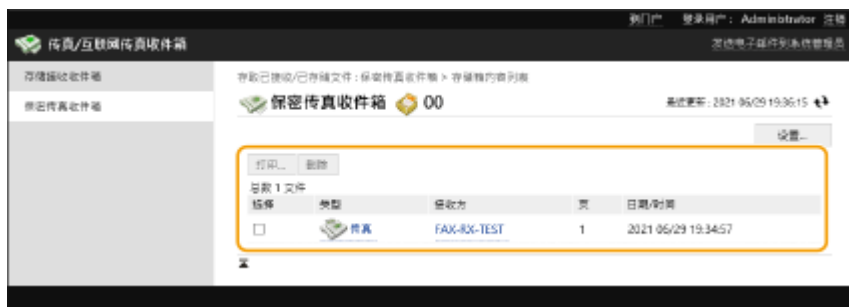 到门户 登录用户: Administrator 注销
传真/互联网传真收件箱
发送电子邮件到系统管理员
存储接收收件箱
保密传真收件箱
存取已接收/已存储文件: 保密传真收件箱 > 存储箱内容列表
保密传真收件箱 00
最近更新: 2021 06/29 19:36:15
设置...
打印... 删除
总数 1 文件
选择 类型 接收方 页 日期/时间
传真 FAX-RX-TEST 1 2021 06/29 19:34:57